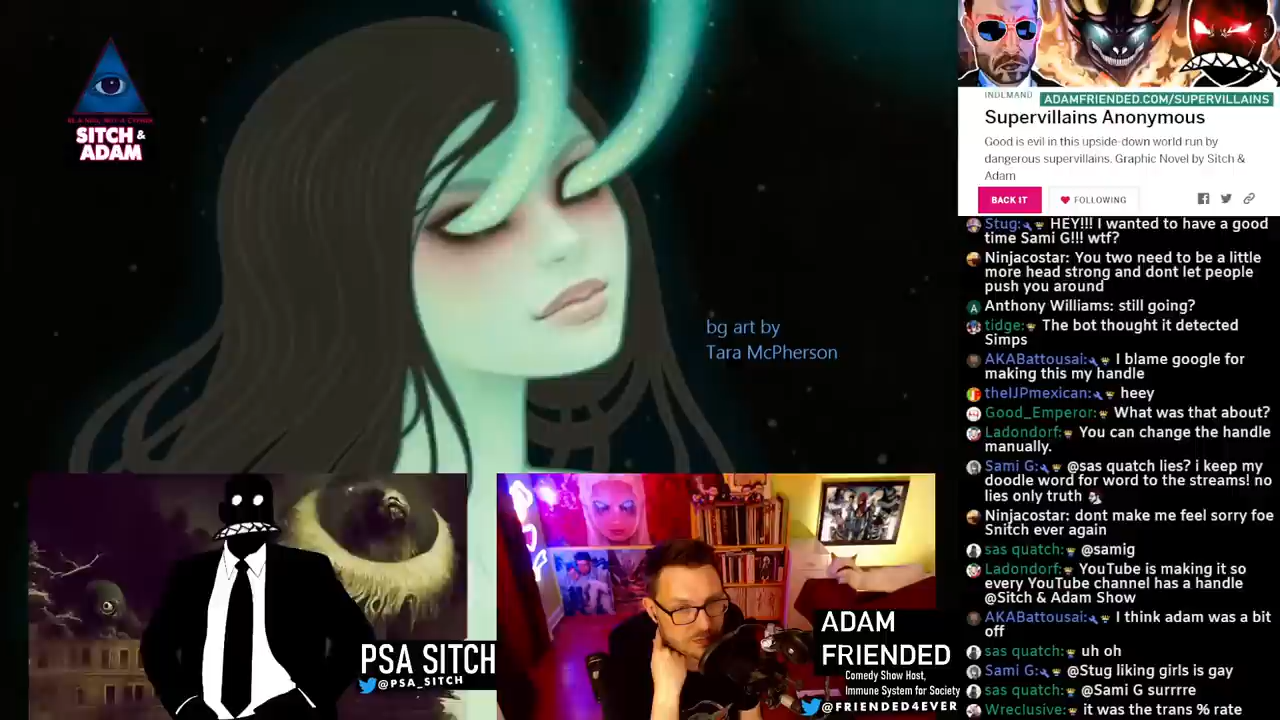 SITCH &
ADAM
bg art by
Tara McPherson
PSA SITCH
@PSA_SITCH
ADAM
FRIENDED
Comedy Show Host,
Immune System for Society
@FRIENDED4EVER
INDEMAND
ADAMFRIENDED.COM/SUPERVILLAINS
Supervillains Anonymous
Good is evil in this upside-down world run by
dangerous supervillains. Graphic Novel by Sitch &
Adam
BACK IT
FOLLOWING
Stug: HEY!!! I wanted to have a good
time Sami G!!! wtf?
Ninjacostar: You two need to be a little
more head strong and dont let people
push you around
A Anthony Williams: still going?
tidge: The bot thought it detected
Simps
AKABattousai: I blame google for
making this my handle
theIJPmexican: heey
Good_Emperor: What was that about?
Ladondorf: You can change the handle
manually.
Sami G: @sas quatch lies? i keep my
doodle word for word to the streams! no
lies only truth
Ninjacostar: dont make me feel sorry foe
Snitch ever again
sas quatch: @samig
Ladondorf: YouTube is making it so
every YouTube channel has a handle
@Sitch & Adam Show
AKABattousai: I think adam was a bit
off
sas quatch: uh oh
Sami G: @Stug liking girls is gay
sas quatch: @Sami G surrrre
Wreclusive: it was the trans % rate